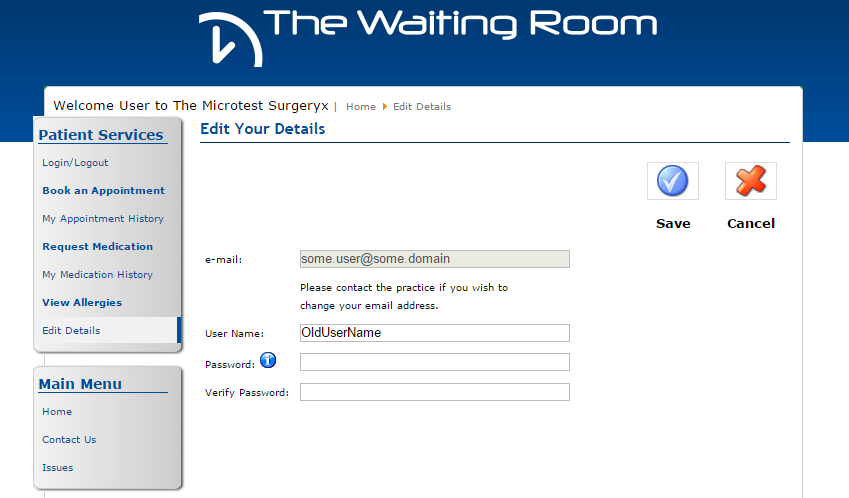 The Waiting Room
Welcome User to The Microtest Surgeryx | Home Edit Details
Patient Services
Login/Logout
Book an Appointment
My Appointment History
Request Medication
My Medication History
View Allergies
Edit Details
Main Menu
Home
Contact Us
Issues
Edit Your Details
Save Cancel
e-mail: some.user@some.domain
Please contact the practice if you wish to
change your email address.
User Name: OldUserName
Password:
Verify Password: